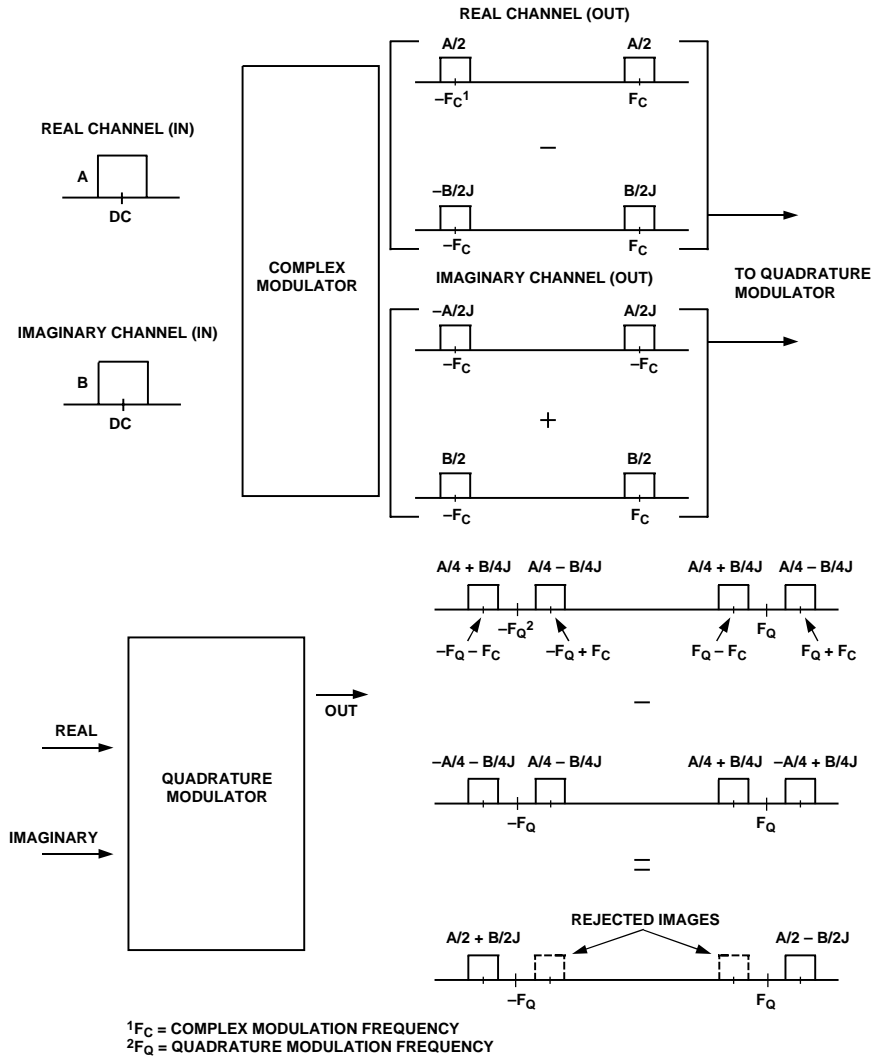 REAL CHANNEL (OUT)
A/2 A/2
–FC1 FC
REAL CHANNEL (IN)
A
DC
–
–B/2J B/2J
–FC FC
COMPLEX
MODULATOR
IMAGINARY CHANNEL (OUT)
TO QUADRATURE
MODULATOR
–A/2J A/2J
–FC –FC
IMAGINARY CHANNEL (IN)
B
DC
+
B/2 B/2
–FC FC
A/4 + B/4J A/4 – B/4J A/4 + B/4J A/4 – B/4J
–FQ2 FQ
–FQ – FC –FQ + FC FQ – FC FQ + FC
OUT
–
REAL
QUADRATURE
MODULATOR
IMAGINARY
–A/4 – B/4J A/4 – B/4J A/4 + B/4J –A/4 + B/4J
–FQ FQ
=
REJECTED IMAGES
A/2 + B/2J A/2 – B/2J
–FQ FQ
1FC = COMPLEX MODULATION FREQUENCY
2FQ = QUADRATURE MODULATION FREQUENCY